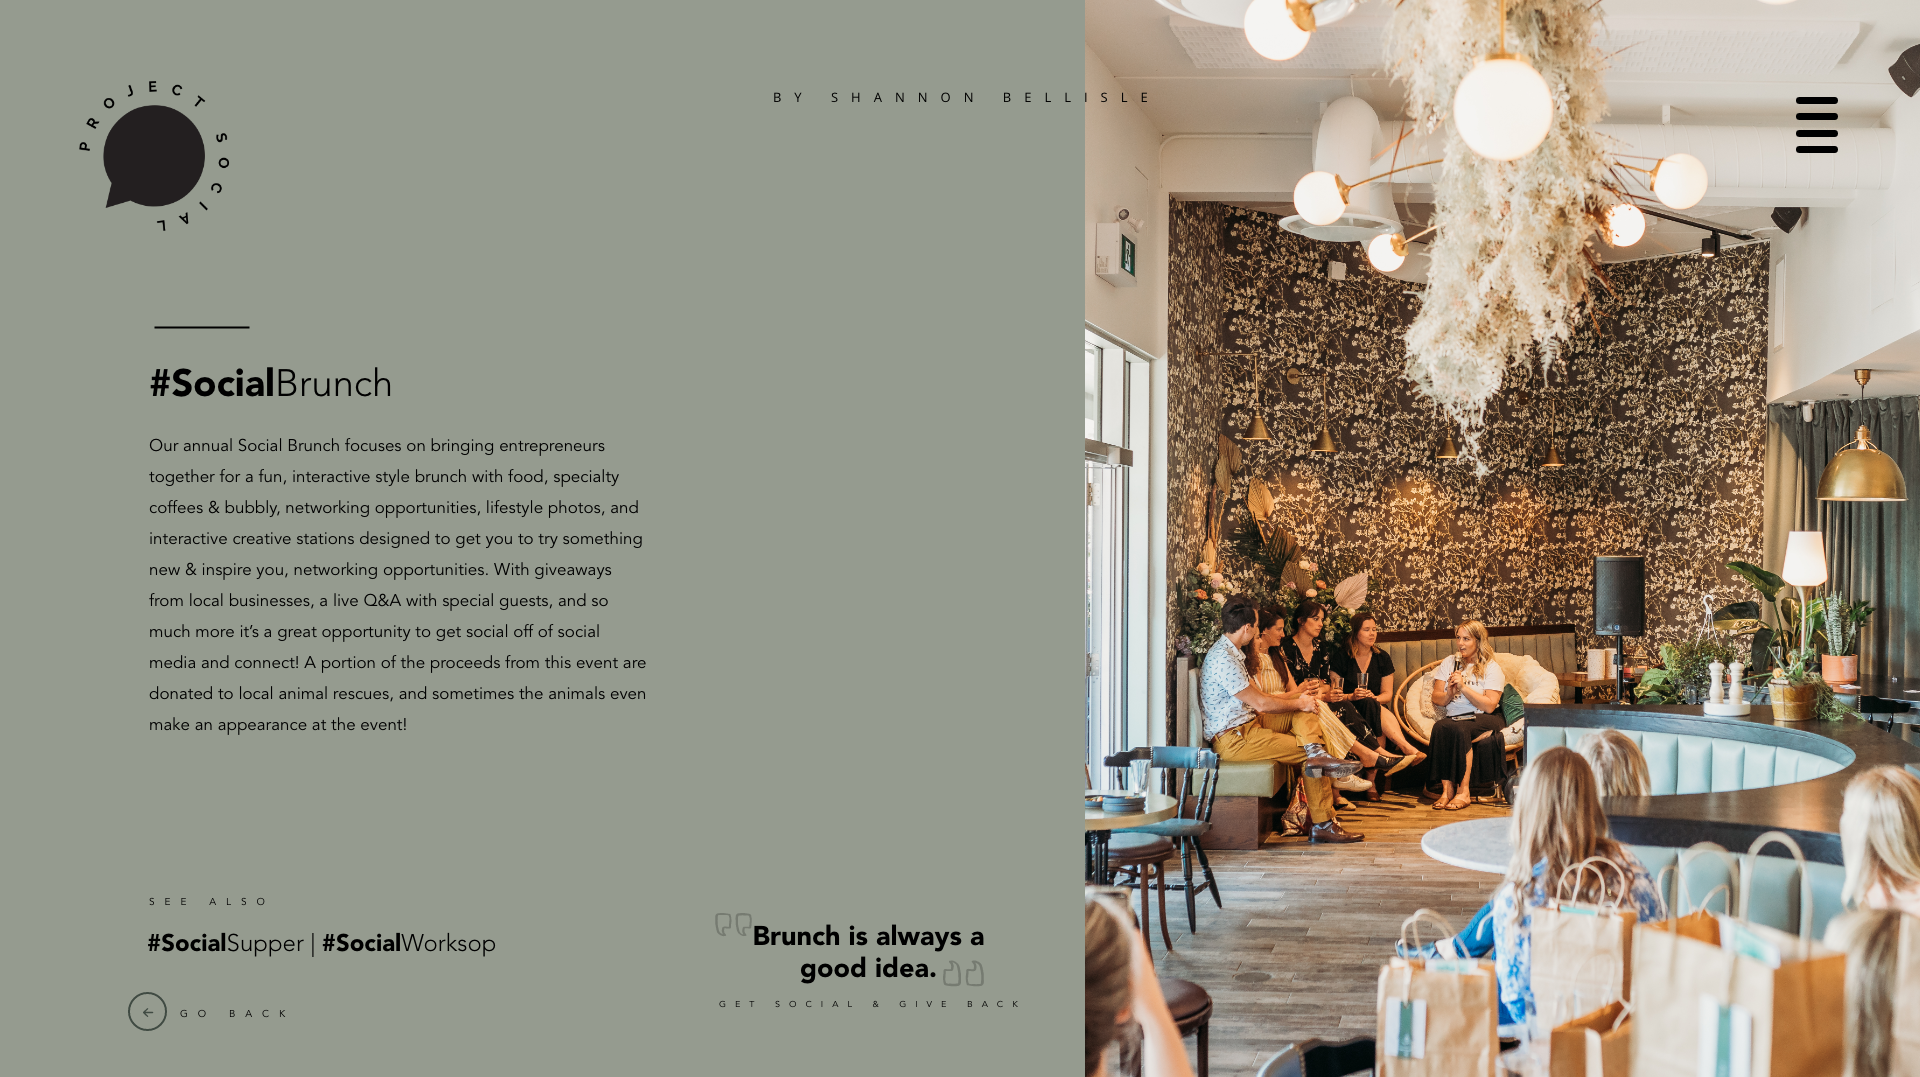 PROJECT SOCIAL
BY SHANNON BELLISLE
#SocialBrunch
Our annual Social Brunch focuses on bringing entrepreneurs
together for a fun, interactive style brunch with food, specialty
coffees & bubbly, networking opportunities, lifestyle photos, and
interactive creative stations designed to get you to try something
new & inspire you, networking opportunities. With giveaways
from local businesses, a live Q&A with special guests, and so
much more it’s a great opportunity to get social off of social
media and connect! A portion of the proceeds from this event are
donated to local animal rescues, and sometimes the animals even
make an appearance at the event!
SEE ALSO
#SocialSupper | #SocialWorksop
GO BACK
Brunch is always a
good idea.
GET SOCIAL & GIVE BACK